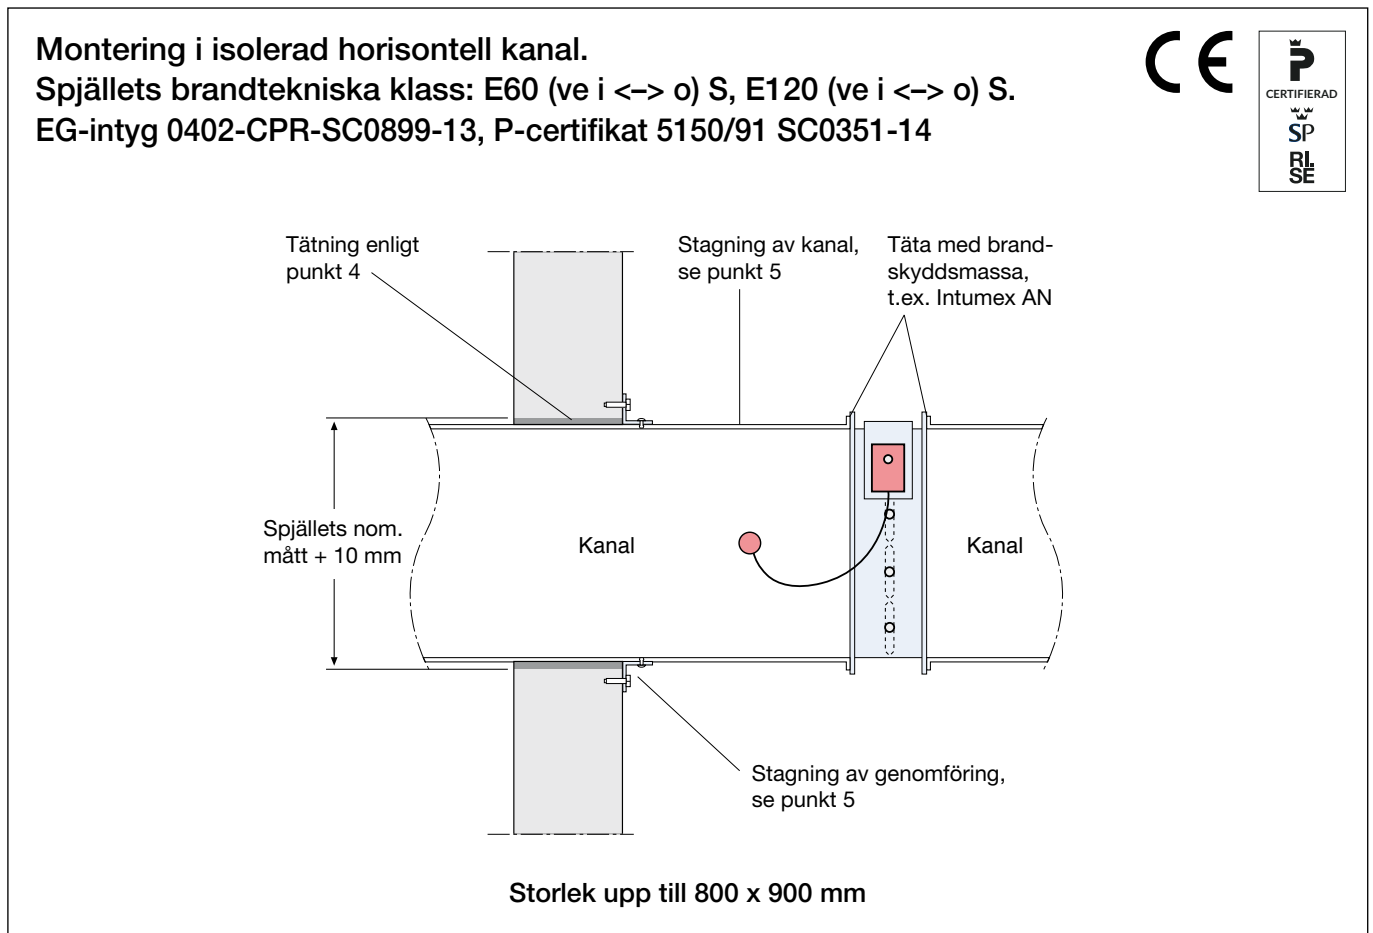 Montering i isolerad horisontell kanal.
Spjällets brandtekniska klass: E60 (ve i <–> o) S, E120 (ve i <–> o) S.
EG-intyg 0402-CPR-SC0899-13, P-certifikat 5150/91 SC0351-14
CE
P
CERTIFIERAD
SP
RI.
SE
Tätning enligt
punkt 4
Stagning av kanal,
se punkt 5
Täta med brand-
skyddsmassa,
t.ex. Intumex AN
Spjällets nom.
mått + 10 mm
Kanal
Kanal
Stagning av genomföring,
se punkt 5
Storlek upp till 800 x 900 mm